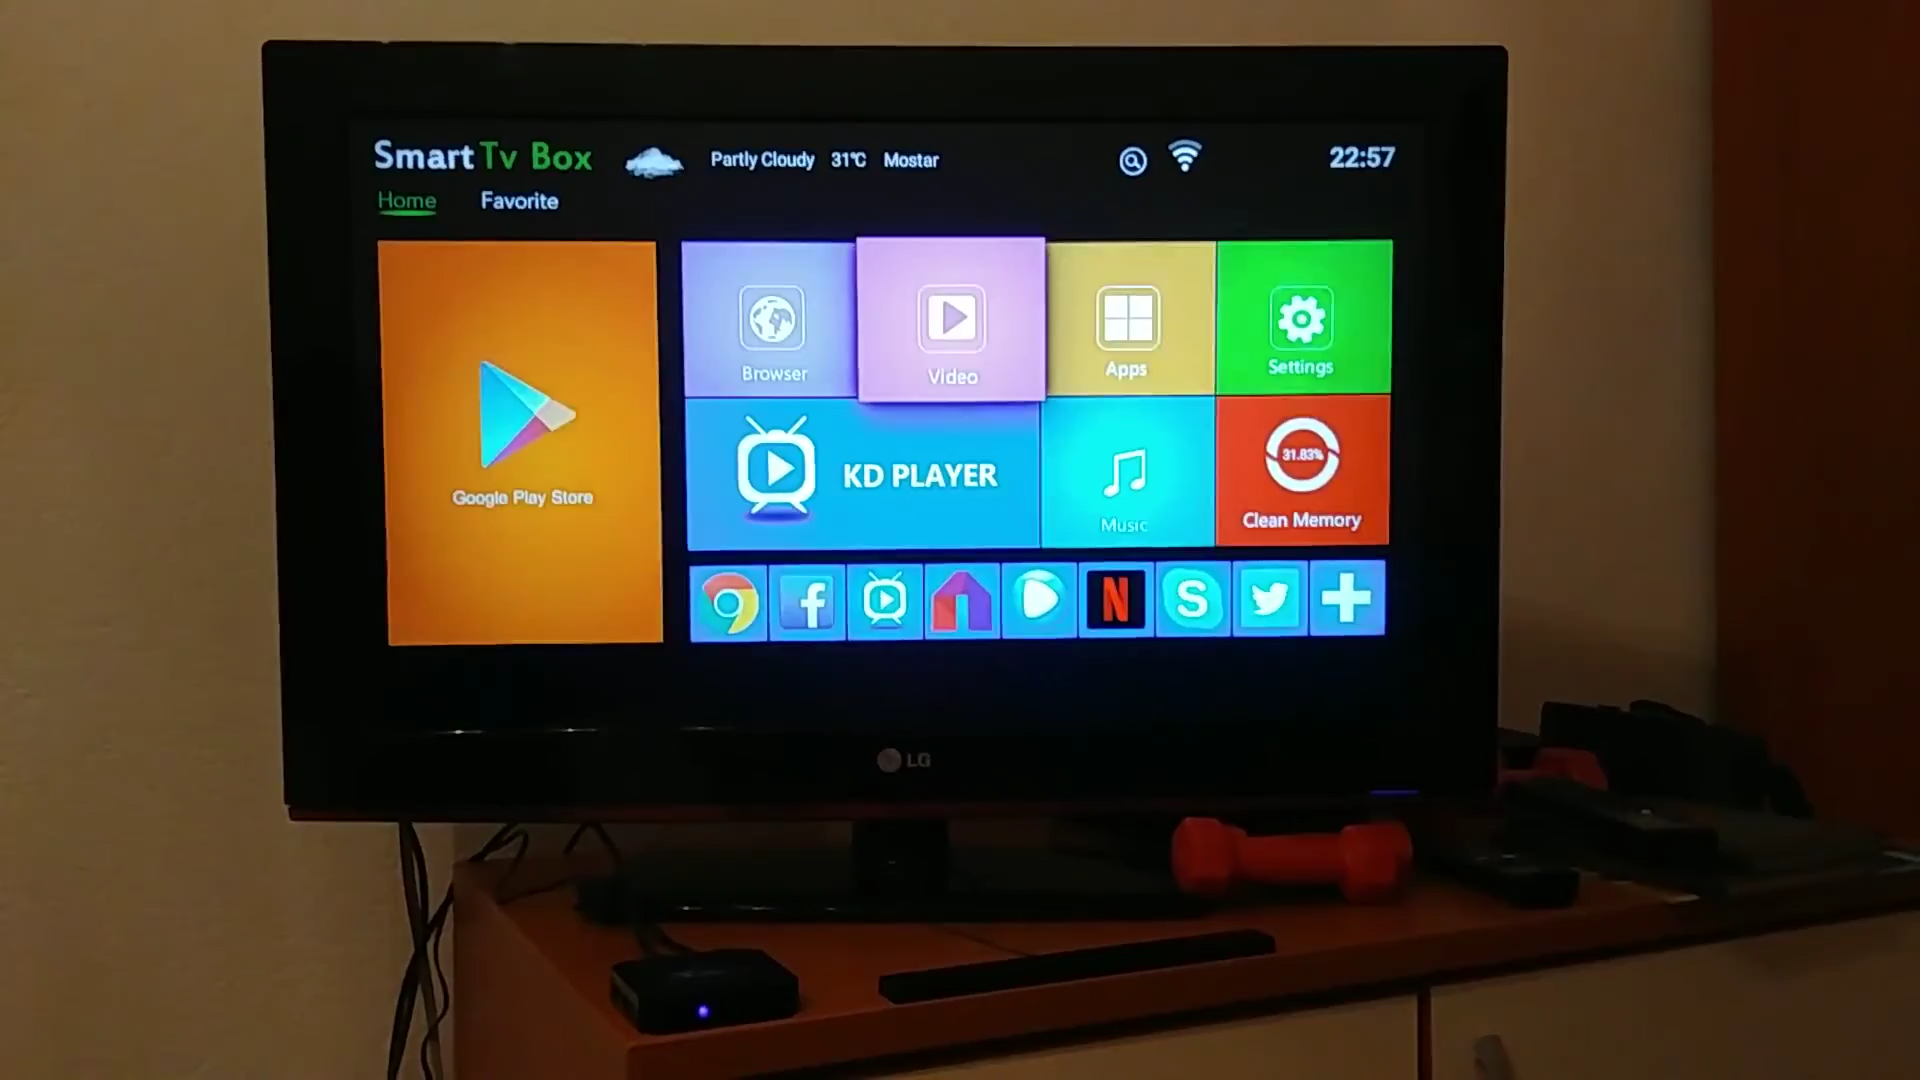 Smart Tv Box
Partly Cloudy 31℃ Mostar
22:57
Home Favorite
Google Play Store
Browser
Video
Apps
Settings
KD PLAYER
Music
31.83%
Clean Memory
f
N
S
LG